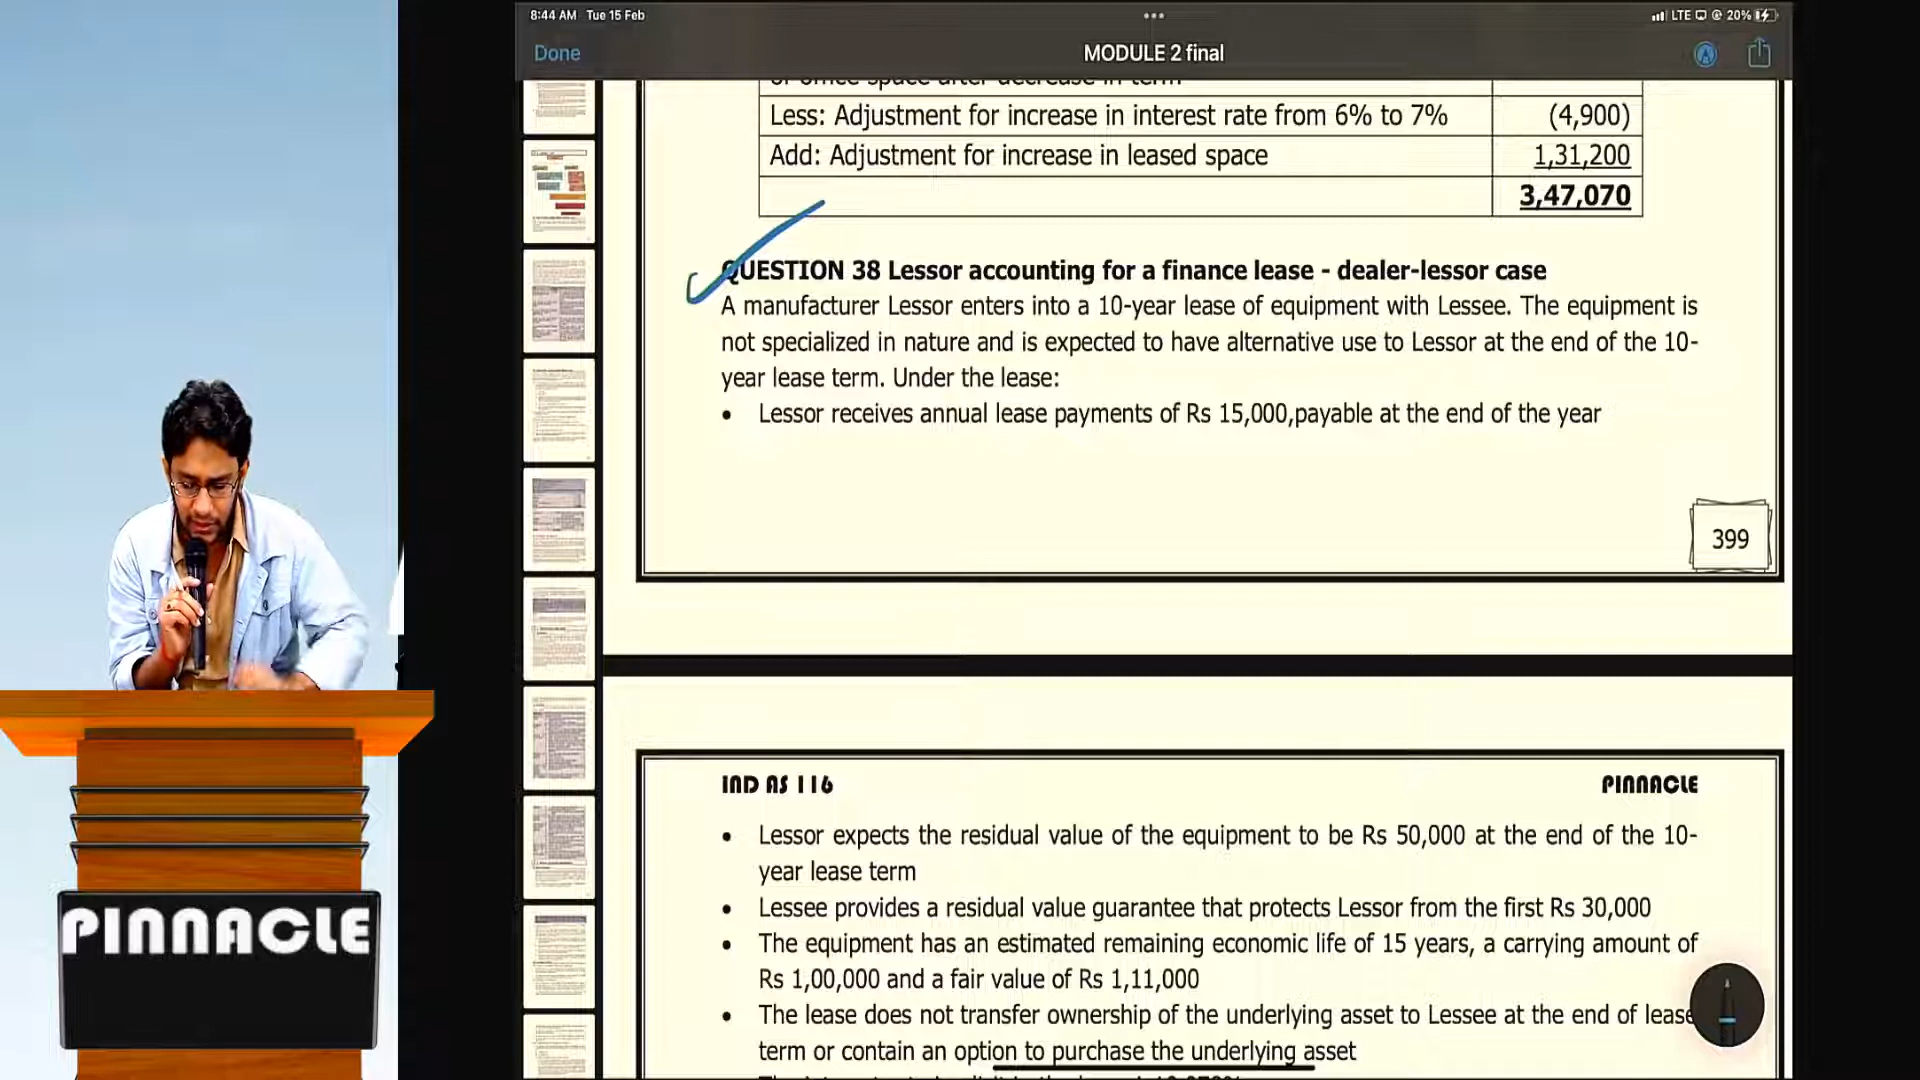 8:44 AM Tue 15 Feb
LTE 20%
Done
MODULE 2 final
of office space after decrease in term
Less: Adjustment for increase in interest rate from 6% to 7% (4,900)
Add: Adjustment for increase in leased space 1,31,200
3,47,070
QUESTION 38 Lessor accounting for a finance lease - dealer-lessor case
A manufacturer Lessor enters into a 10-year lease of equipment with Lessee. The equipment is
not specialized in nature and is expected to have alternative use to Lessor at the end of the 10-
year lease term. Under the lease:
• Lessor receives annual lease payments of Rs 15,000,payable at the end of the year
399
IND AS 116 PINNACLE
• Lessor expects the residual value of the equipment to be Rs 50,000 at the end of the 10-
year lease term
• Lessee provides a residual value guarantee that protects Lessor from the first Rs 30,000
• The equipment has an estimated remaining economic life of 15 years, a carrying amount of
Rs 1,00,000 and a fair value of Rs 1,11,000
• The lease does not transfer ownership of the underlying asset to Lessee at the end of lease
term or contain an option to purchase the underlying asset
PINNACLE